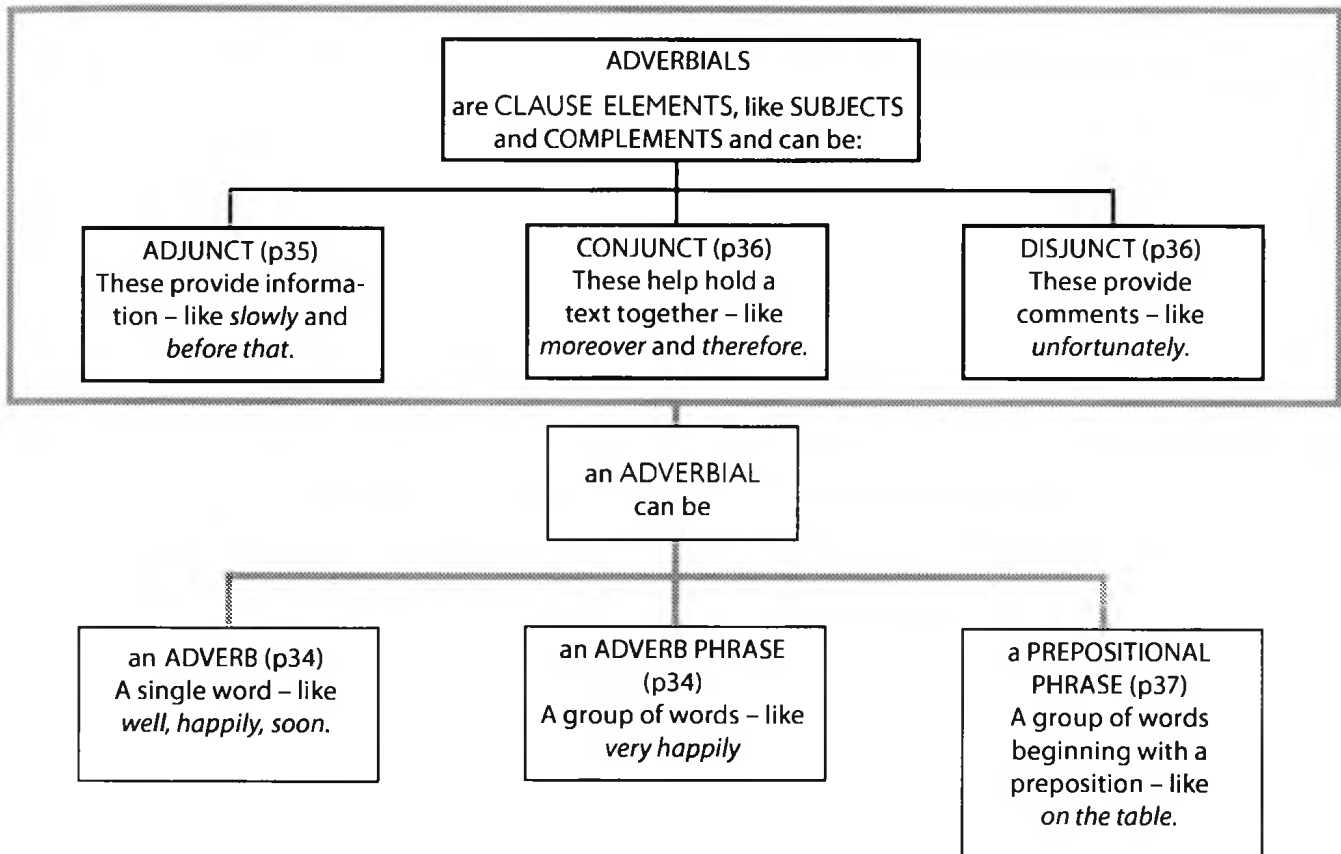 ADVERBIALS
are CLAUSE ELEMENTS, like SUBJECTS
and COMPLEMENTS and can be:
ADJUNCT (p35)
These provide informa-
tion – like slowly and
before that.
CONJUNCT (p36)
These help hold a
text together – like
moreover and therefore.
DISJUNCT (p36)
These provide
comments – like
unfortunately.
an ADVERBIAL
can be
an ADVERB (p34)
A single word – like
well, happily, soon.
an ADVERB PHRASE
(p34)
A group of words – like
very happily
a PREPOSITIONAL
PHRASE (p37)
A group of words
beginning with a
preposition – like
on the table.